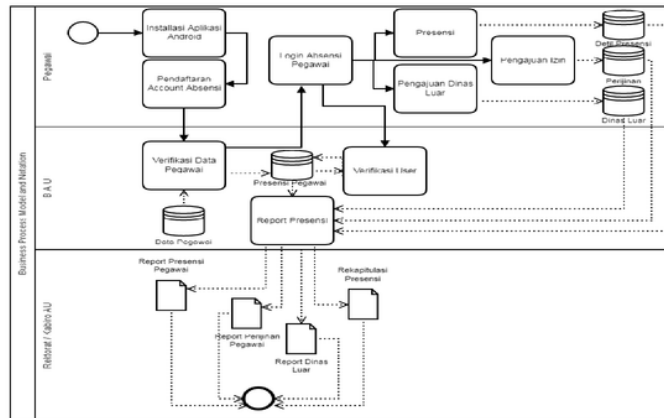 Business Process Model and Notation
Pegawai
Installasi Aplikasi
Android
Pendaftaran
Account Absensi
Login Absensi
Pegawai
Presensi
Pengajuan Dinas
Luar
Pengajuan Izin
Detil Presensi
Perijinan
Dinas Luar
B A U
Verifikasi Data
Pegawai
Data Pegawai
Presensi Pegawai
Verifikasi User
Report Presensi
Rektorat / Kabiro AU
Report Presensi
Pegawai
Report Perijinan
Pegawai
Report Dinas
Luar
Rekapitulasi
Presensi